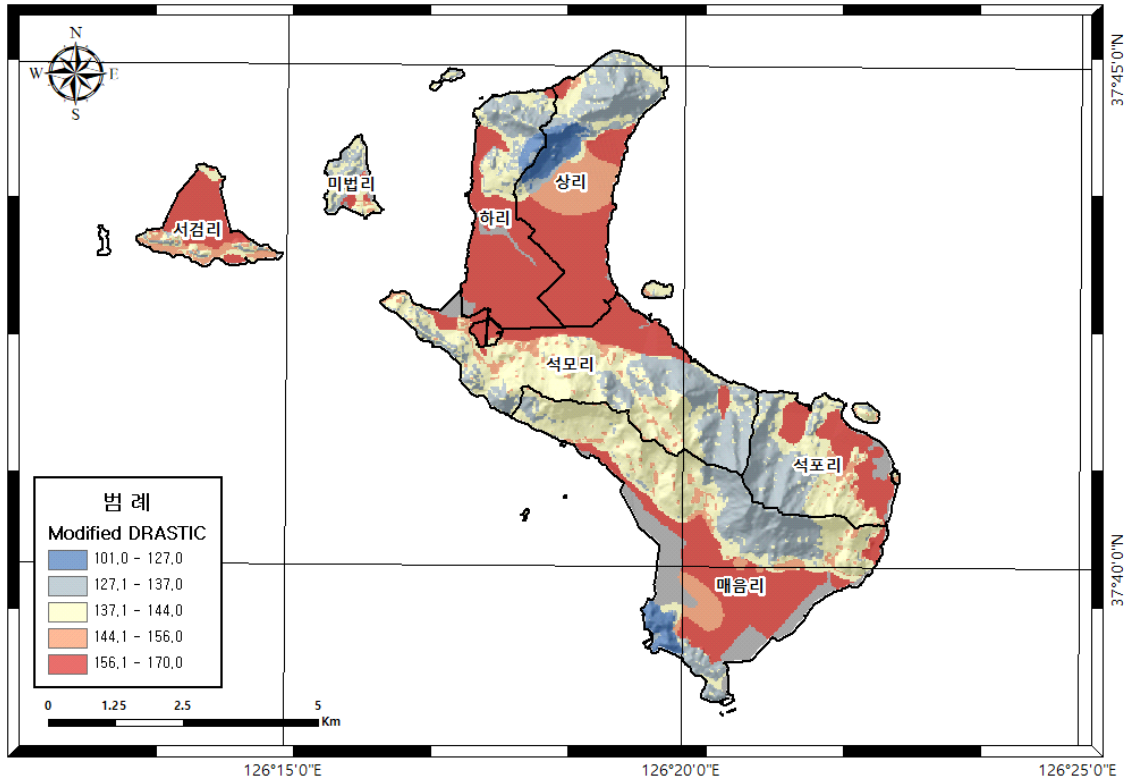 N
W E
S
37°45'0"N
미법리
상리
서검리
하리
석모리
석포리
37°40'0"N
매음리
범 례
Modified DRASTIC
101,0 - 127,0
127,1 - 137,0
137,1 - 144,0
144,1 - 156,0
156,1 - 170,0
0 1.25 2.5 5
Km
126°15'0"E 126°20'0"E 126°25'0"E